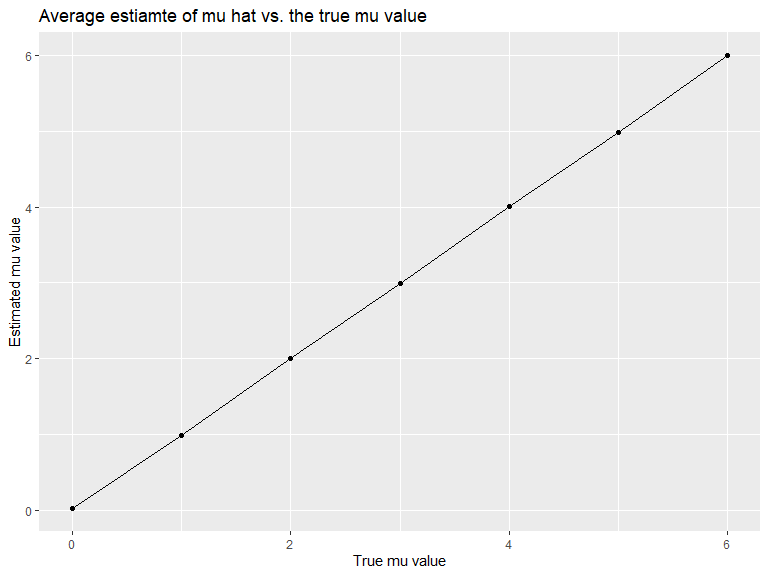 Average estiamte of mu hat vs. the true mu value
Estimated mu value
6
4
2
0
0 2 4 6
True mu value